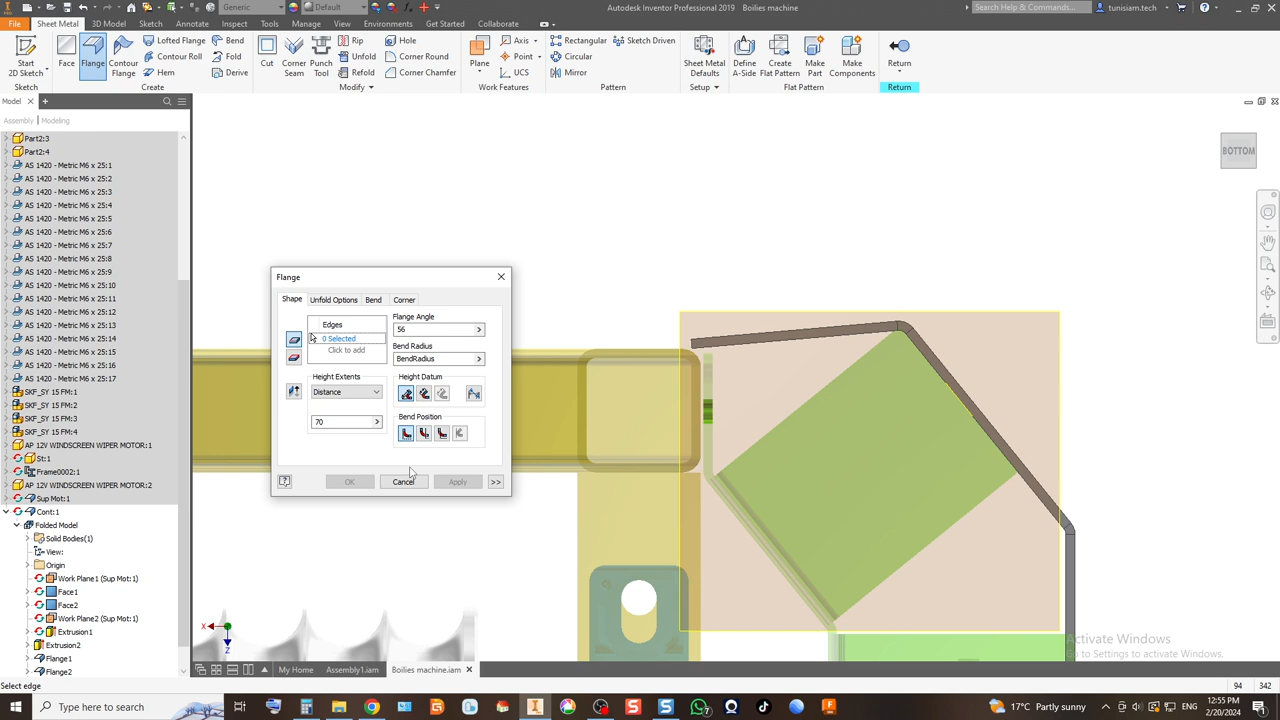 Generic
Default
Autodesk Inventor Professional 2019 Boilies machine
Search Help & Commands...
tunisiam.tech
File Sheet Metal 3D Model Sketch Annotate Inspect Tools Manage View Environments Get Started Collaborate
Start
2D Sketch
Face
Flange
Contour
Flange
Lofted Flange
Contour Roll
Hem
Bend
Fold
Derive
Cut
Corner
Seam
Punch
Tool
Rip
Unfold
Refold
Hole
Corner Round
Corner Chamfer
Plane
Axis
Point
UCS
Rectangular
Circular
Mirror
Sketch Driven
Sheet Metal
Defaults
Define
A-Side
Create
Flat Pattern
Make
Part
Make
Components
Return
Sketch Create Modify Work Features Pattern Setup Flat Pattern Return
Model
Assembly Modeling
Part2:3
Part2:4
AS 1420 - Metric M6 x 25:1
AS 1420 - Metric M6 x 25:2
AS 1420 - Metric M6 x 25:3
AS 1420 - Metric M6 x 25:4
AS 1420 - Metric M6 x 25:5
AS 1420 - Metric M6 x 25:6
AS 1420 - Metric M6 x 25:7
AS 1420 - Metric M6 x 25:8
AS 1420 - Metric M6 x 25:9
AS 1420 - Metric M6 x 25:10
AS 1420 - Metric M6 x 25:11
AS 1420 - Metric M6 x 25:12
AS 1420 - Metric M6 x 25:13
AS 1420 - Metric M6 x 25:14
AS 1420 - Metric M6 x 25:15
AS 1420 - Metric M6 x 25:16
AS 1420 - Metric M6 x 25:17
SKF_SY 15 FM:1
SKF_SY 15 FM:2
SKF_SY 15 FM:3
SKF_SY 15 FM:4
AP 12V WINDSCREEN WIPER MOTOR:1
St:1
Frame0002:1
AP 12V WINDSCREEN WIPER MOTOR:2
Sup Mot:1
Cont:1
Folded Model
Solid Bodies(1)
View:
Origin
Work Plane1 (Sup Mot:1)
Face1
Face2
Work Plane2 (Sup Mot:1)
Extrusion1
Extrusion2
Flange1
Flange2
BOTTOM
Flange
Shape Unfold Options Bend Corner
Edges
0 Selected
Click to add
Flange Angle
56
Bend Radius
BendRadius
Height Extents
Distance
70
Height Datum
Bend Position
OK Cancel Apply >>
X
Z
Activate Windows
Go to Settings to activate Windows.
My Home Assembly1.iam Boilies machine.iam
Select edge
94 342
Type here to search
17°C Partly sunny
12:55 PM
2/20/2024